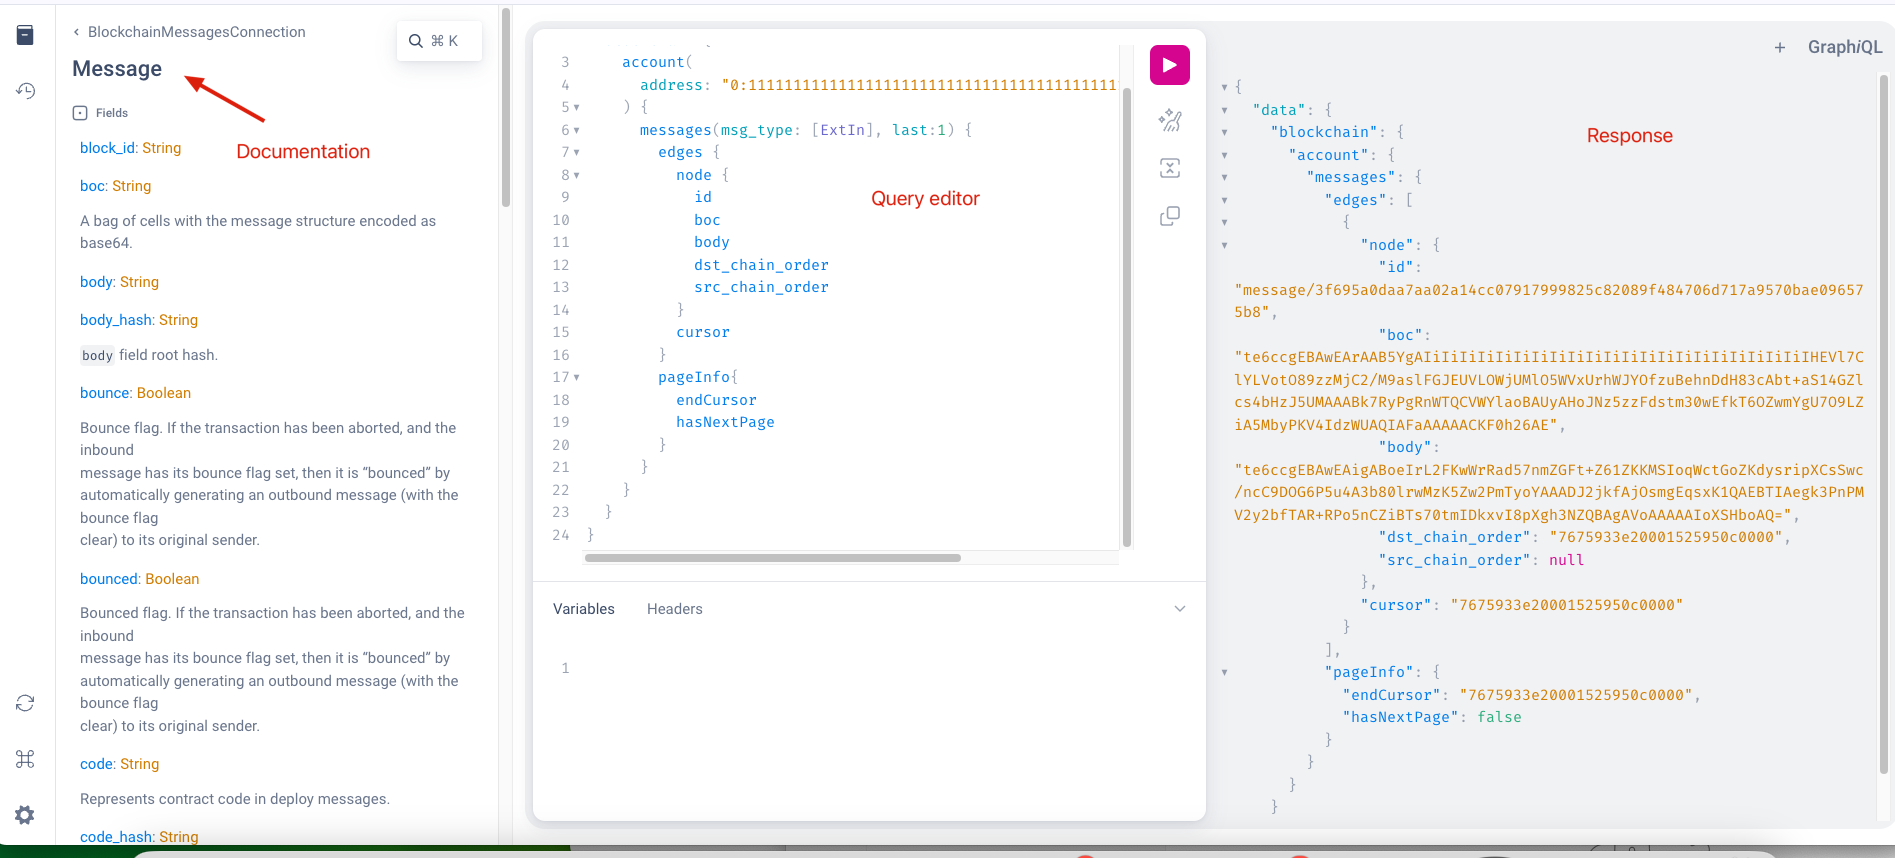 BlockchainMessagesConnection
⌘ K
Message
Fields
Documentation
block_id: String
boc: String
A bag of cells with the message structure encoded as
base64.
body: String
body_hash: String
body field root hash.
bounce: Boolean
Bounce flag. If the transaction has been aborted, and the
inbound
message has its bounce flag set, then it is “bounced” by
automatically generating an outbound message (with the
bounce flag
clear) to its original sender.
bounced: Boolean
Bounced flag. If the transaction has been aborted, and the
inbound
message has its bounce flag set, then it is “bounced” by
automatically generating an outbound message (with the
bounce flag
clear) to its original sender.
code: String
Represents contract code in deploy messages.
code_hash: String
3 account(
4 address: "0:11111111111111111111111111111111111111111
5 ) {
6 messages(msg_type: [ExtIn], last:1) {
7 edges {
8 node {
9 id
10 boc
11 body
12 dst_chain_order
13 src_chain_order
14 }
15 cursor
16 }
17 pageInfo{
18 endCursor
19 hasNextPage
20 }
21 }
22 }
23 }
24 }
Query editor
Variables Headers
1
+ GraphiQL
Response
{
"data": {
"blockchain": {
"account": {
"messages": {
"edges": [
{
"node": {
"id":
"message/3f695a0daa7aa02a14cc07917999825c82089f484706d717a9570bae09657
5b8",
"boc":
"body":
"dst_chain_order": "7675933e20001525950c0000",
"src_chain_order": null
},
"cursor": "7675933e20001525950c0000"
}
],
"pageInfo": {
"endCursor": "7675933e20001525950c0000",
"hasNextPage": false
}
}
}
}